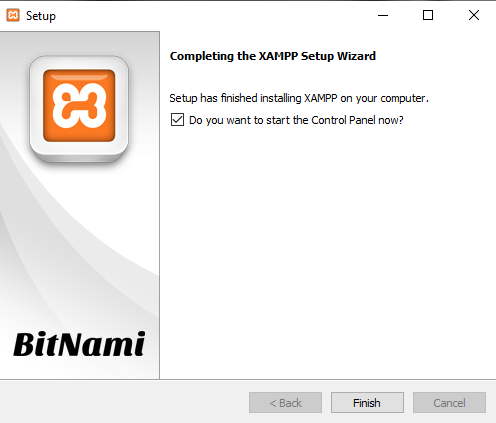 Setup
Completing the XAMPP Setup Wizard
Setup has finished installing XAMPP on your computer.
Do you want to start the Control Panel now?
BitNami
< Back
Finish
Cancel